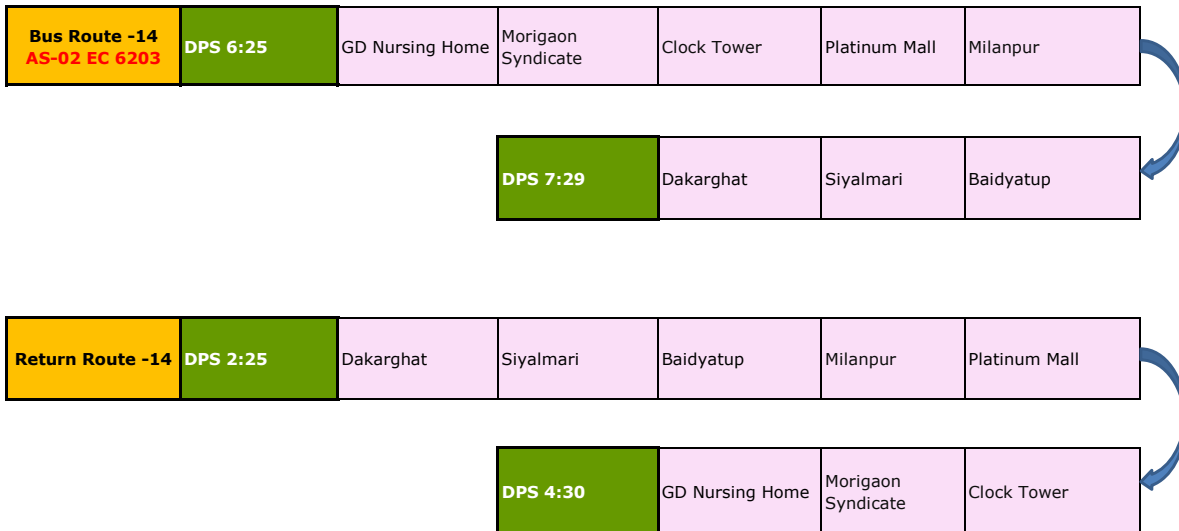 Bus Route -14
AS-02 EC 6203
DPS 6:25
GD Nursing Home
Morigaon
Syndicate
Clock Tower
Platinum Mall
Milanpur
DPS 7:29
Dakarghat
Siyalmari
Baidyatup
Return Route -14
DPS 2:25
Dakarghat
Siyalmari
Baidyatup
Milanpur
Platinum Mall
DPS 4:30
GD Nursing Home
Morigaon
Syndicate
Clock Tower